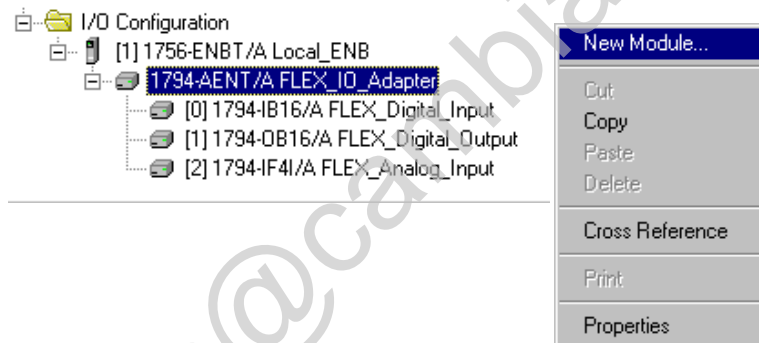 I/O Configuration
[1] 1756-ENBT/A Local_ENB
1794-AENT/A FLEX_IO_Adapter
[0] 1794-IB16/A FLEX_Digital_Input
[1] 1794-OB16/A FLEX_Digital_Output
[2] 1794-IF4I/A FLEX_Analog_Input
New Module...
Cut
Copy
Paste
Delete
Cross Reference
Print
Properties